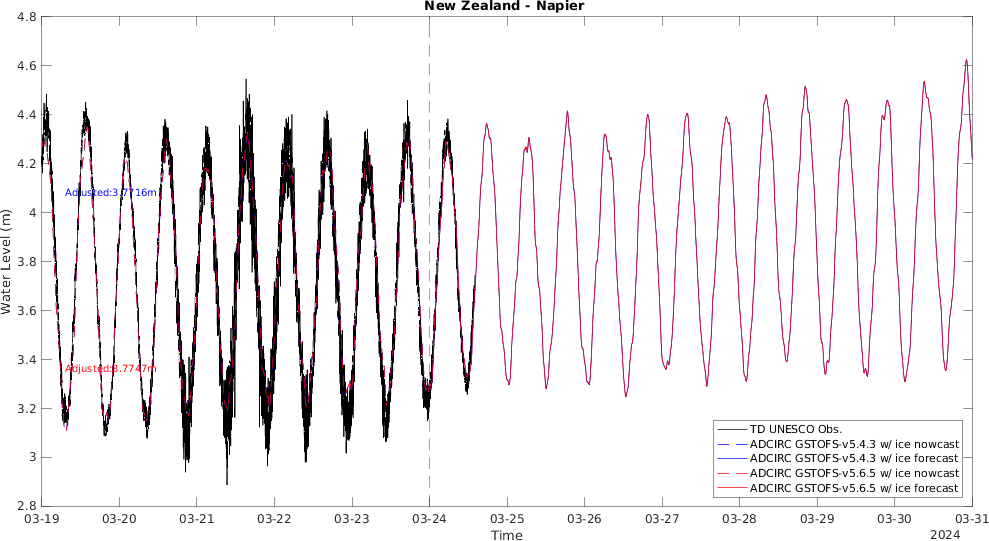 New Zealand - Napier
4.8
4.6
4.4
4.2
4
3.8
3.6
3.4
3.2
3
2.8
Water Level (m)
Adjusted:3.7716m
Adjusted:3.7747m
TD UNESCO Obs.
ADCIRC GSTOFS-v5.4.3 w/ ice nowcast
ADCIRC GSTOFS-v5.4.3 w/ ice forecast
ADCIRC GSTOFS-v5.6.5 w/ ice nowcast
ADCIRC GSTOFS-v5.6.5 w/ ice forecast
03-19 03-20 03-21 03-22 03-23 03-24 03-25 03-26 03-27 03-28 03-29 03-30 03-31
Time
2024